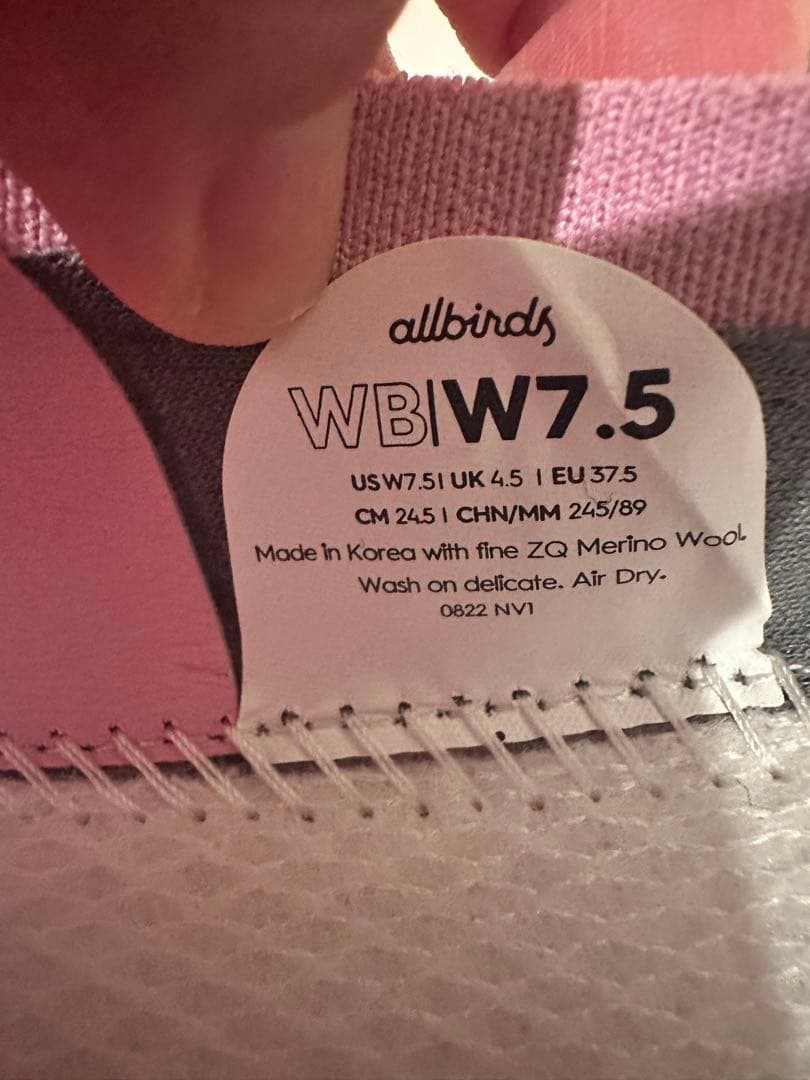 allbirds
WB|W7.5
US W7.5 | UK 4.5 | EU 37.5
CM 24.5 | CHN/MM 245/89
Made in Korea with fine ZQ Merino Wool.
Wash on delicate. Air Dry.
0822 NV1